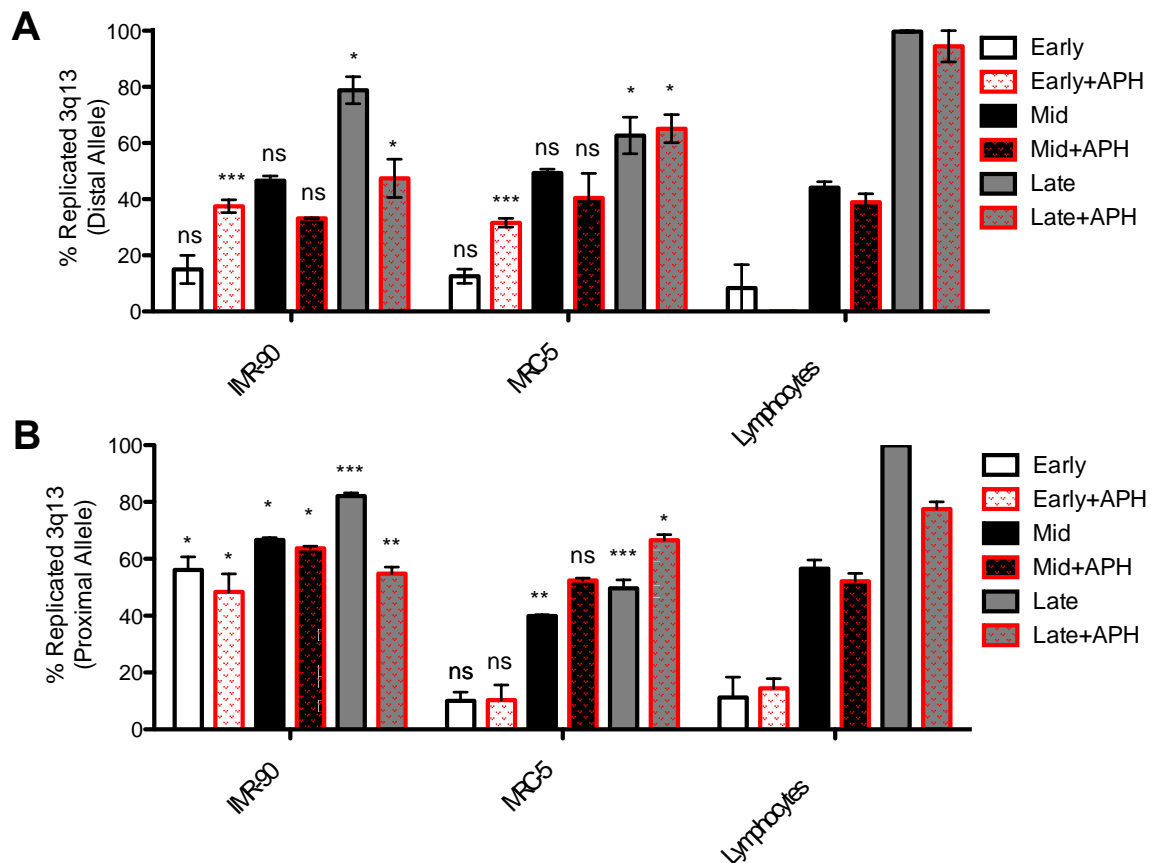 A
% Replicated 3q13
(Distal Allele)
100
80
60
40
20
0
ns
***
ns
ns
*
*
ns
***
ns
ns
*
*
IMR-90
MRC-5
Lymphocytes
Early
Early+APH
Mid
Mid+APH
Late
Late+APH
B
% Replicated 3q13
(Proximal Allele)
100
80
60
40
20
0
*
*
*
*
***
**
ns
ns
**
ns
***
*
IMR-90
MRC-5
Lymphocytes
Early
Early+APH
Mid
Mid+APH
Late
Late+APH